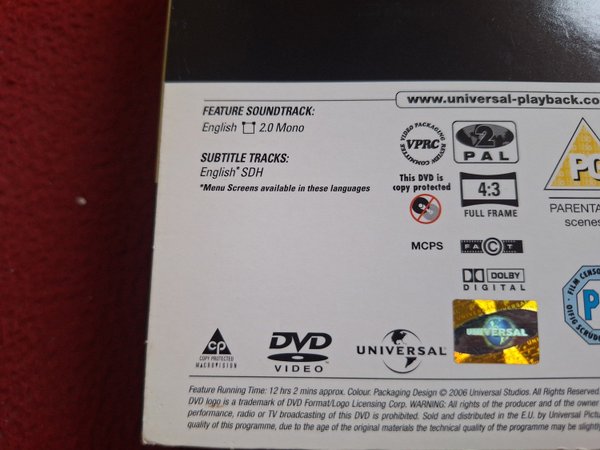 www.universal-playback.co
FEATURE SOUNDTRACK:
English 2.0 Mono
SUBTITLE TRACKS:
English* SDH
*Menu Screens available in these languages
VIDEO PACKAGING REVIEW COMMITTEE
VPRC
2
PAL
This DVD is
copy protected
4:3
FULL FRAME
MCPS
FACT
DOLBY
DIGITAL
PG
PARENTA
scenes
FILM CENSO
OIFIG SCRÚD
P
CP
COPY PROTECTED
MACROVISION
DVD
VIDEO
UNIVERSAL
UNIVERSAL
Feature Running Time: 12 hrs 2 mins approx. Colour. Packaging Design © 2006 Universal Studios. All Rights Reserved.
DVD logo is a trademark of DVD Format/Logo Licensing Corp. WARNING: All rights of the producer and of the owner
performance, radio or TV broadcasting of this DVD is prohibited. Sold and distributed in the E.U. by Universal Pictu
quality of this programme, due to the age of the original materials the technical quality of the programme may be slightly